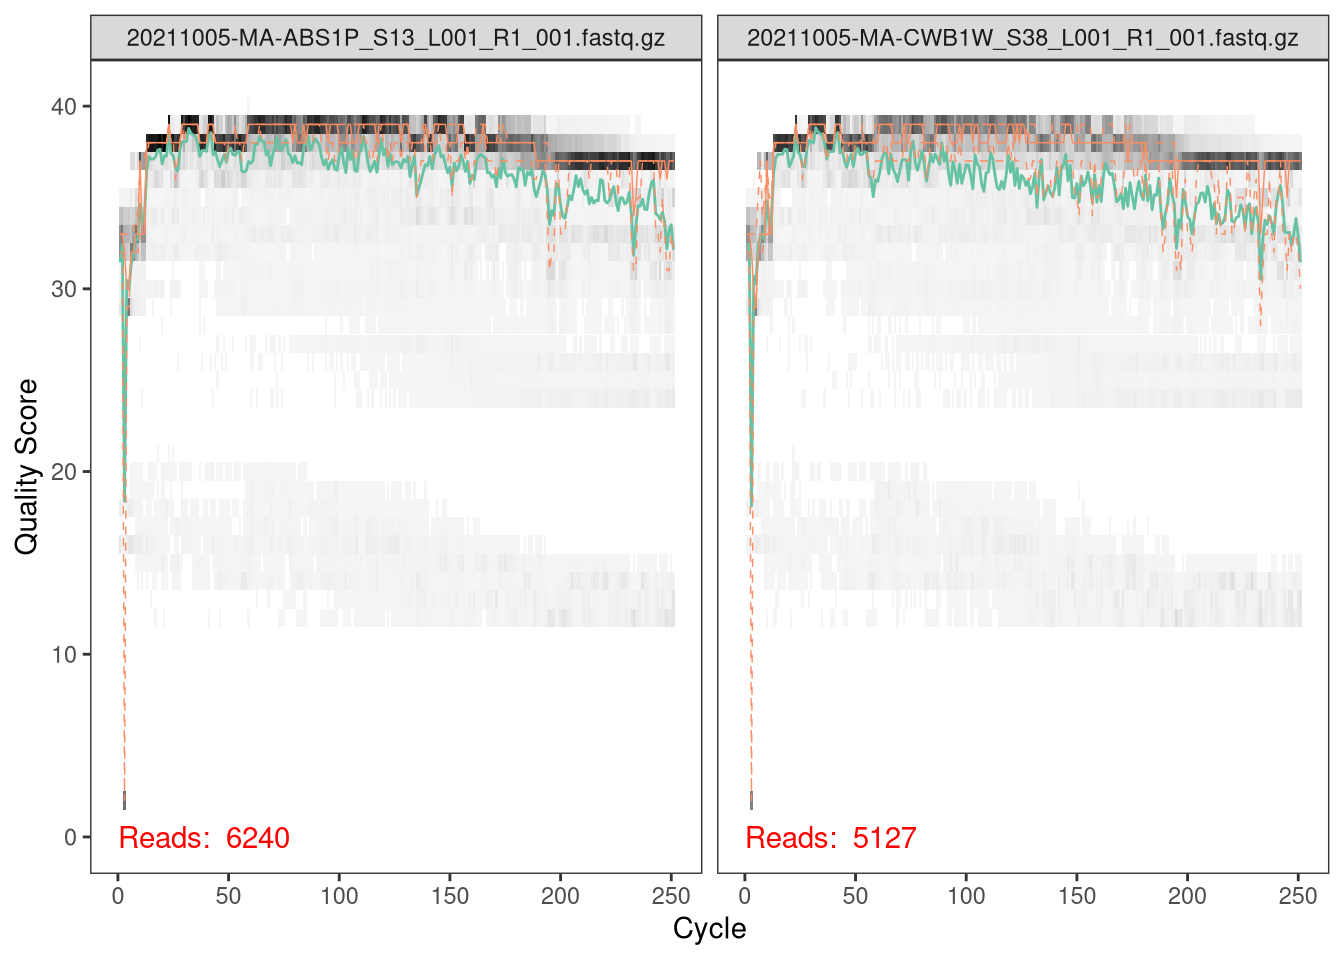 20211005-MA-ABS1P_S13_L001_R1_001.fastq.gz
20211005-MA-CWB1W_S38_L001_R1_001.fastq.gz
Quality Score
40
30
20
10
0
Reads: 6240
Reads: 5127
0 50 100 150 200 250
0 50 100 150 200 250
Cycle